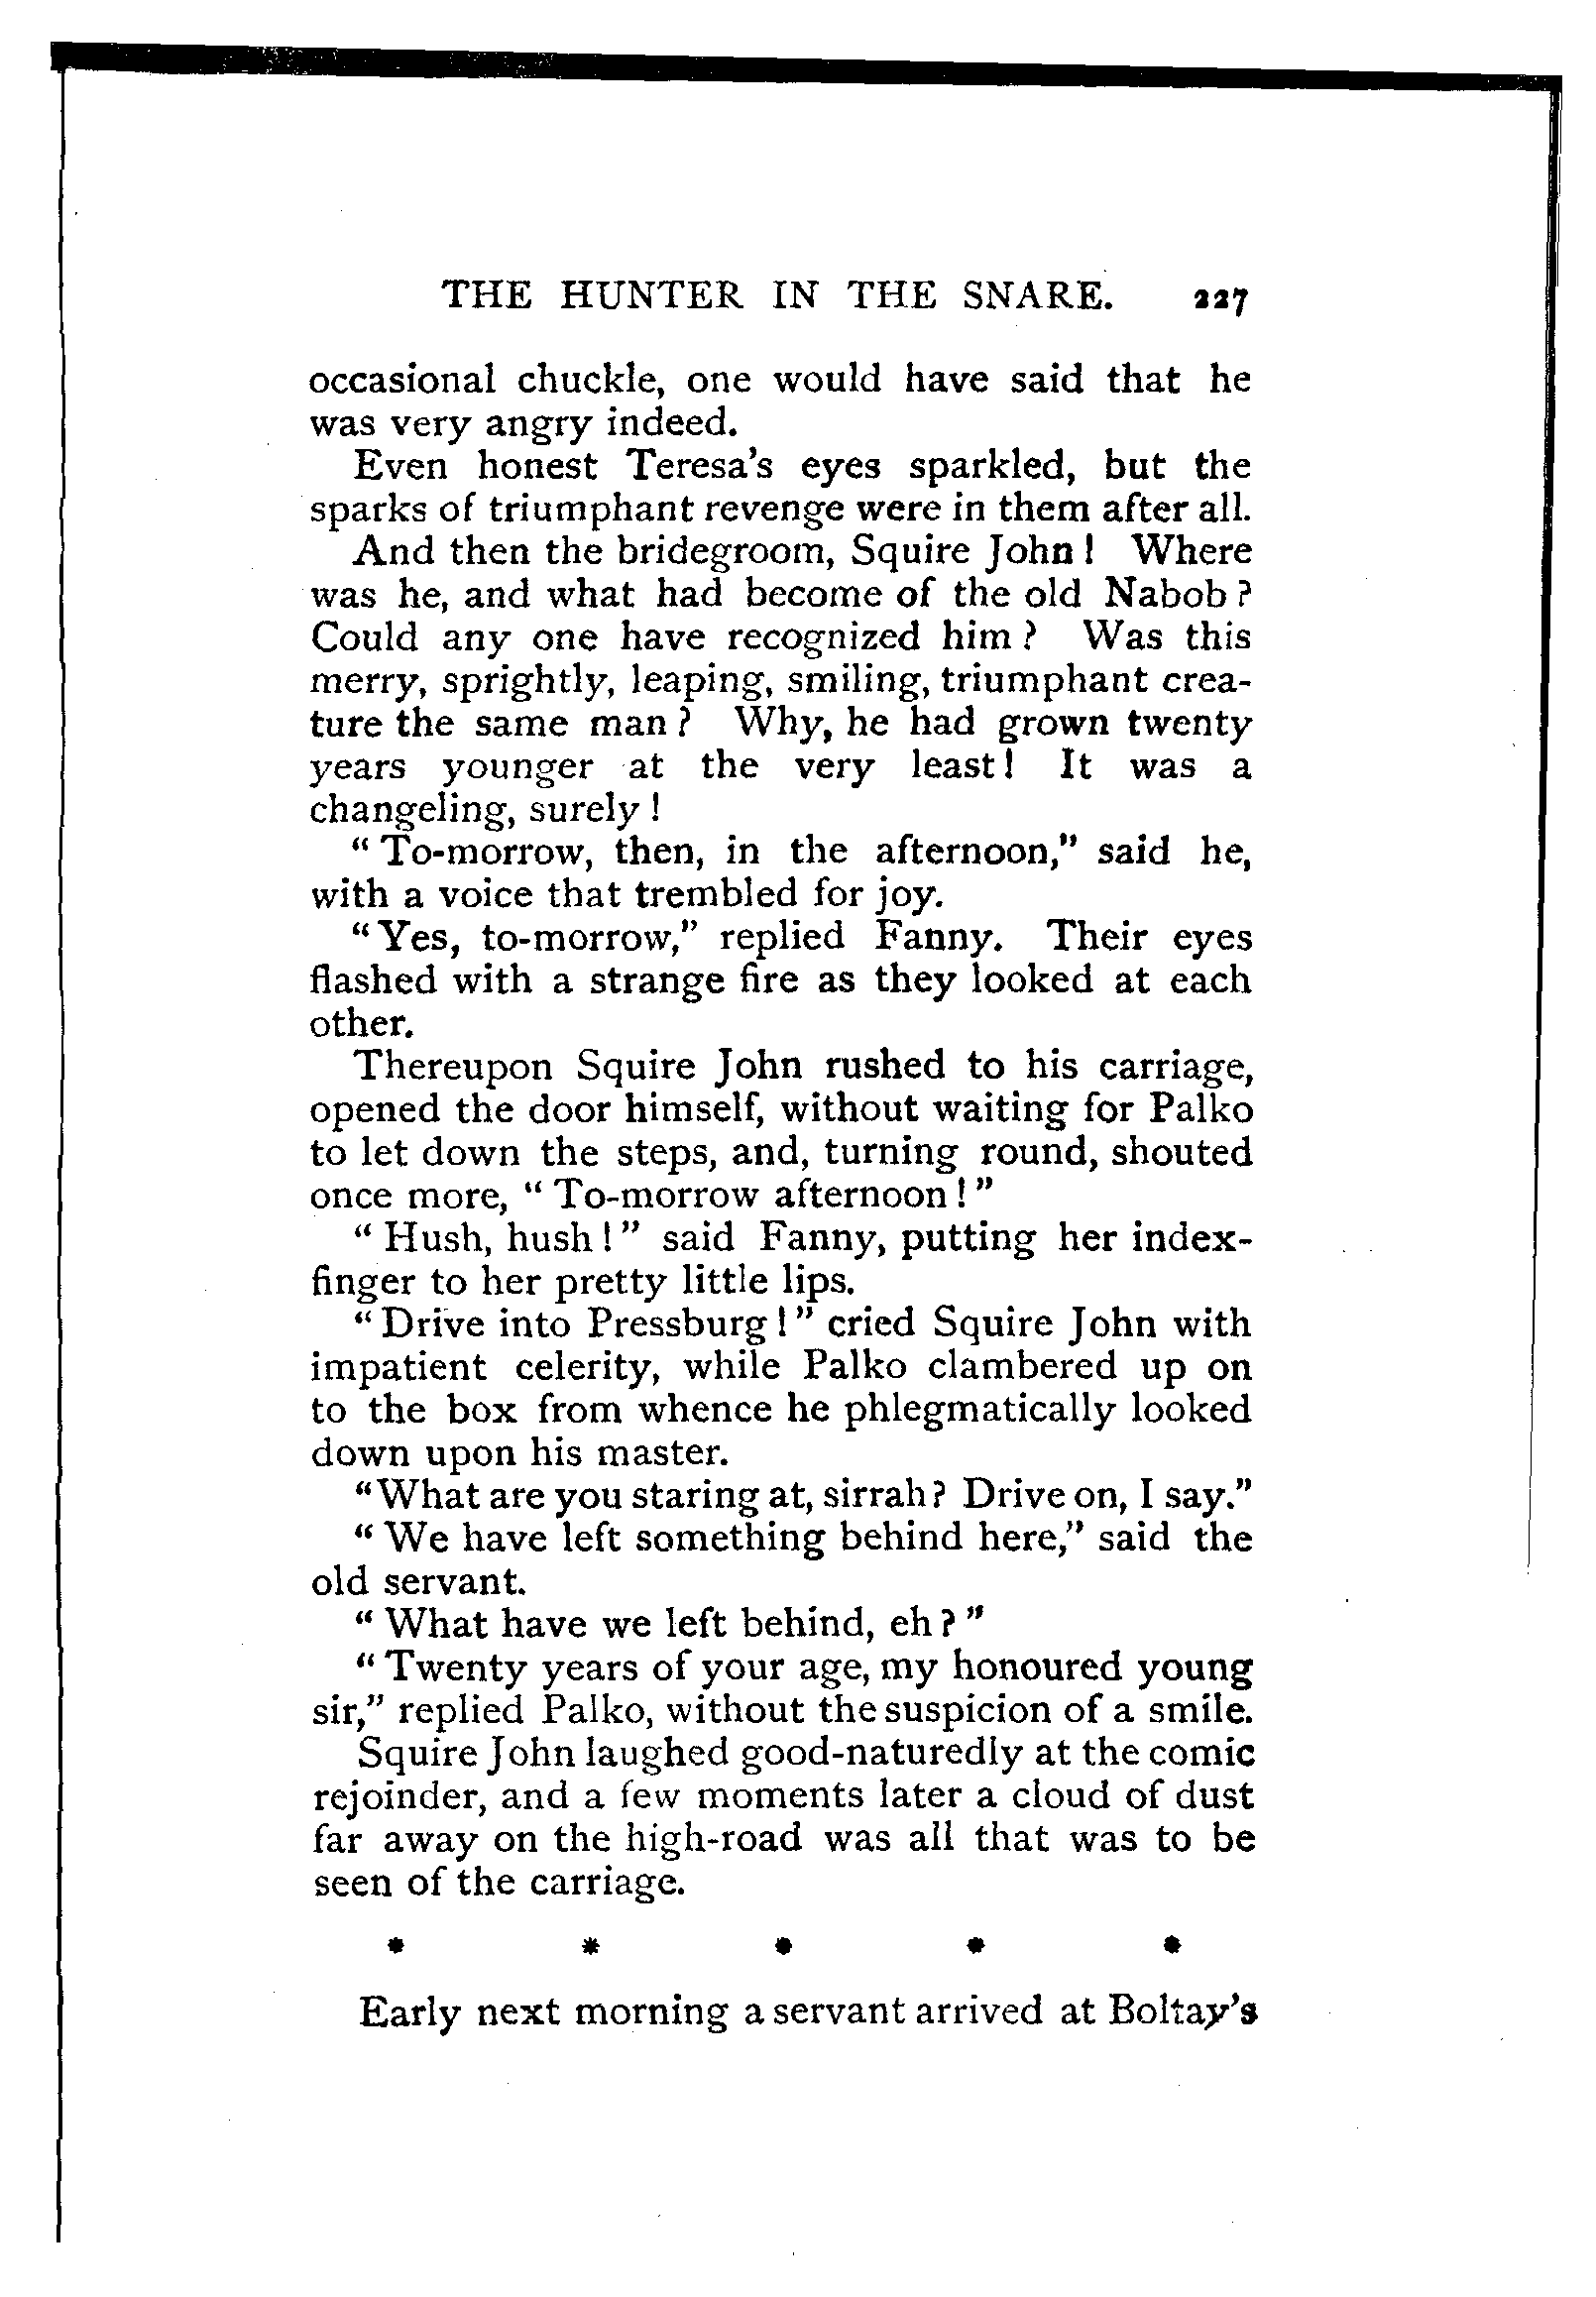 THE HUNTER IN THE SNARE. 227
occasional chuckle, one would have said that he
was very angry indeed.
Even honest Teresa's eyes sparkled, but the
sparks of triumphant revenge were in them after all.
And then the bridegroom, Squire John! Where
was he, and what had become of the old Nabob?
Could any one have recognized him? Was this
merry, sprightly, leaping, smiling, triumphant crea-
ture the same man? Why, he had grown twenty
years younger at the very least! It was a
changeling, surely!
"To-morrow, then, in the afternoon," said he,
with a voice that trembled for joy.
"Yes, to-morrow," replied Fanny. Their eyes
flashed with a strange fire as they looked at each
other.
Thereupon Squire John rushed to his carriage,
opened the door himself, without waiting for Palko
to let down the steps, and, turning round, shouted
once more, "To-morrow afternoon!"
"Hush, hush!" said Fanny, putting her index-
finger to her pretty little lips.
"Drive into Pressburg!" cried Squire John with
impatient celerity, while Palko clambered up on
to the box from whence he phlegmatically looked
down upon his master.
"What are you staring at, sirrah? Drive on, I say."
"We have left something behind here," said the
old servant.
"What have we left behind, eh?"
"Twenty years of your age, my honoured young
sir," replied Palko, without the suspicion of a smile.
Squire John laughed good-naturedly at the comic
rejoinder, and a few moments later a cloud of dust
far away on the high-road was all that was to be
seen of the carriage.
* * * * *
Early next morning a servant arrived at Boltay's